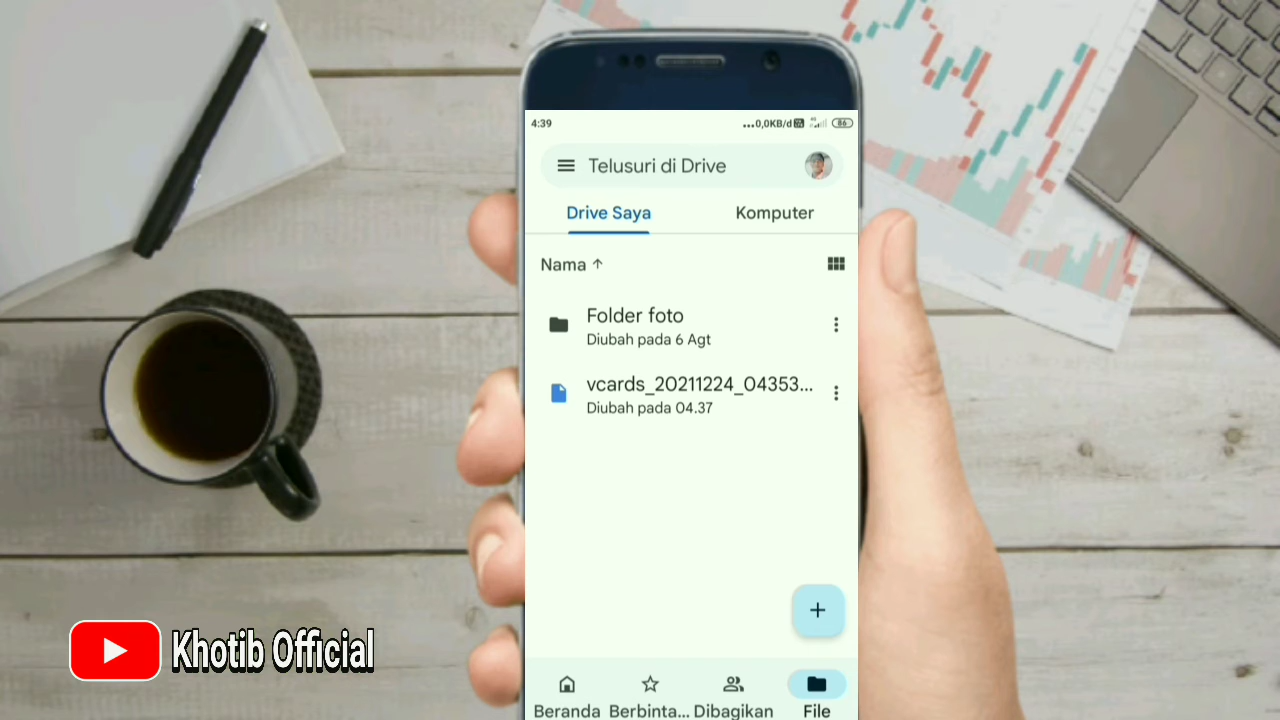 4:39
...0,0KB/d
86
Telusuri di Drive
Drive Saya
Komputer
Nama ↑
Folder foto
Diubah pada 6 Agt
vcards_20211224_04353...
Diubah pada 04.37
Beranda
Berbinta...
Dibagikan
File
Khotib Official